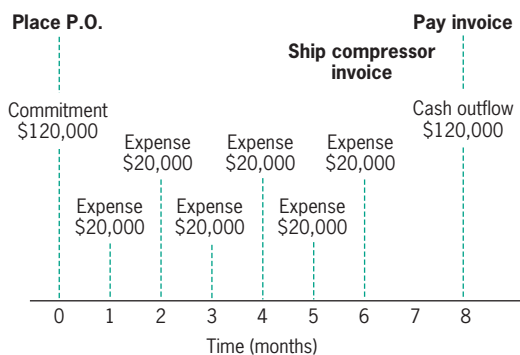 Place P.O.
Pay invoice
Ship compressor
invoice
Commitment
$120,000
Cash outflow
$120,000
Expense
$20,000
Expense
$20,000
Expense
$20,000
Expense
$20,000
Expense
$20,000
Expense
$20,000
0 1 2 3 4 5 6 7 8
Time (months)